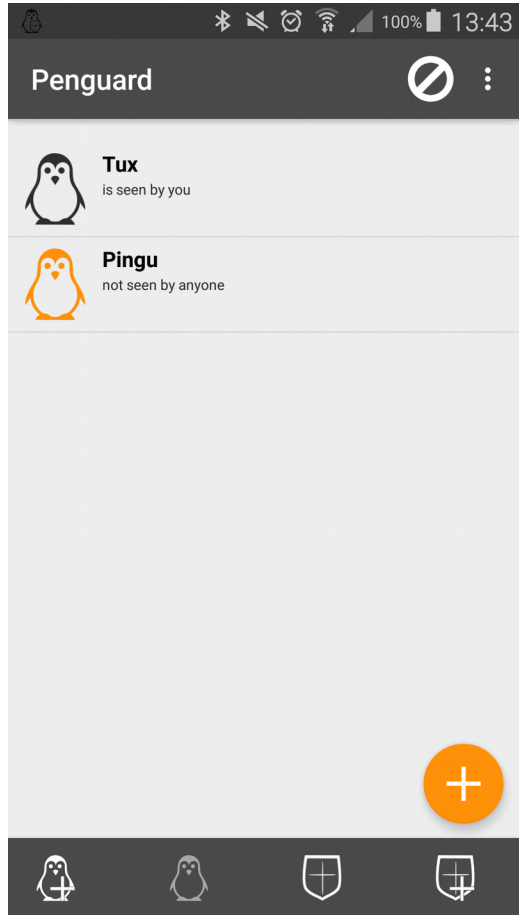 100% 13:43
Penguard
Tux
is seen by you
Pingu
not seen by anyone